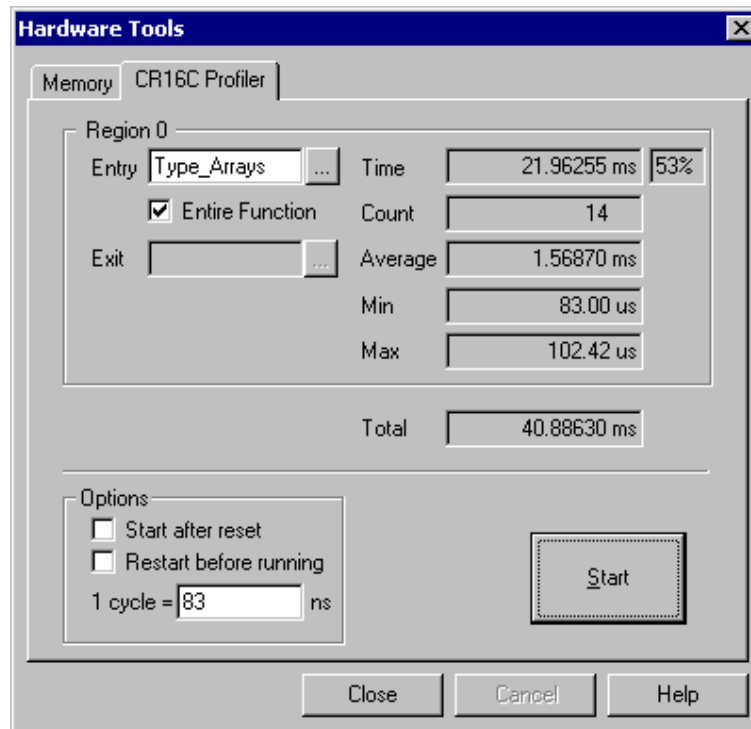 Hardware Tools
Memory CR16C Profiler
Region 0
Entry Type_Arrays ... Time 21.96255 ms 53%
Entire Function Count 14
Exit ... Average 1.56870 ms
Min 83.00 us
Max 102.42 us
Total 40.88630 ms
Options
Start after reset
Restart before running
1 cycle = 83 ns
Start
Close Cancel Help